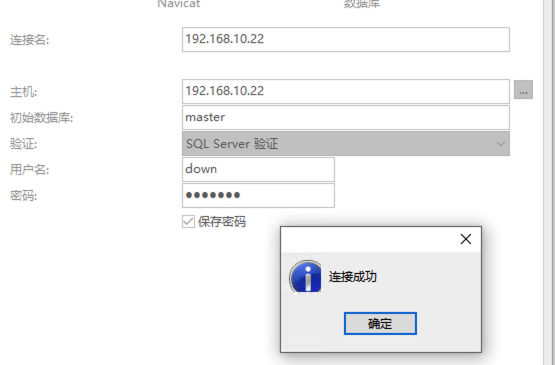 Navicat 数据库
连接名: 192.168.10.22
主机: 192.168.10.22 ...
初始数据库: master
验证: SQL Server 验证
用户名: down
密码: ●●●●●●●
保存密码
连接成功
确定